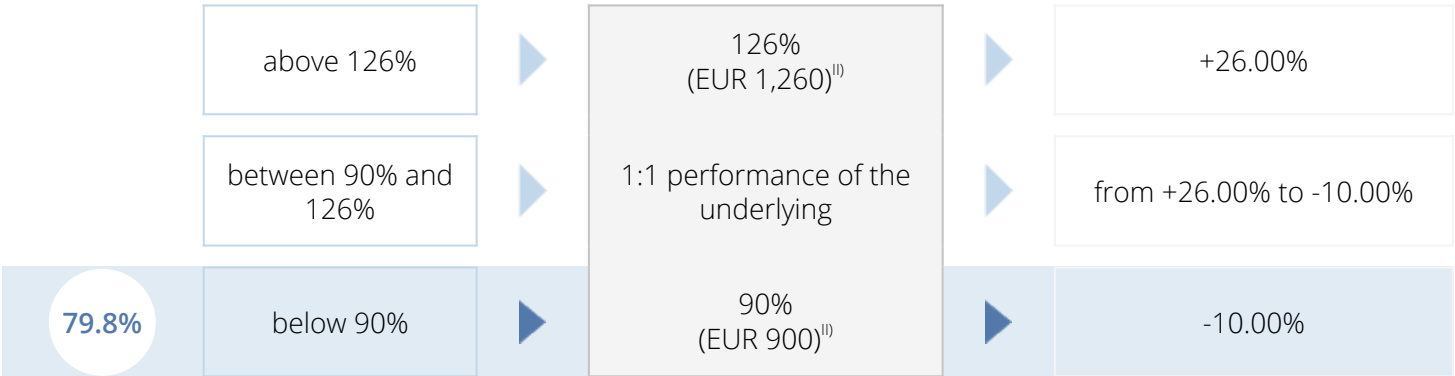 above 126%
126%
(EUR 1,260)II)
+26.00%
between 90% and
126%
1:1 performance of the
underlying
from +26.00% to -10.00%
79.8%
below 90%
90%
(EUR 900)II)
-10.00%